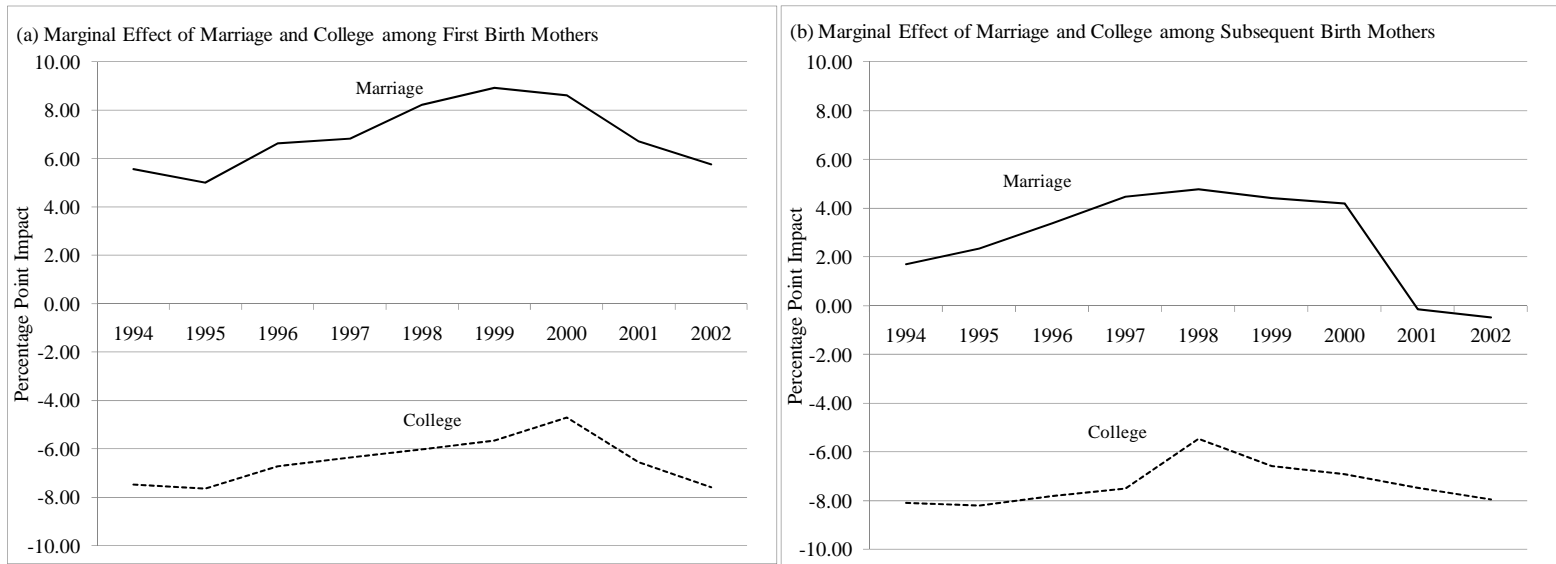 (a) Marginal Effect of Marriage and College among First Birth Mothers
Percentage Point Impact
10.00
8.00
6.00
4.00
2.00
0.00
-2.00
-4.00
-6.00
-8.00
-10.00
Marriage
1994 1995 1996 1997 1998 1999 2000 2001 2002
College
(b) Marginal Effect of Marriage and College among Subsequent Birth Mothers
Percentage Point Impact
10.00
8.00
6.00
4.00
2.00
0.00
-2.00
-4.00
-6.00
-8.00
-10.00
Marriage
1994 1995 1996 1997 1998 1999 2000 2001 2002
College